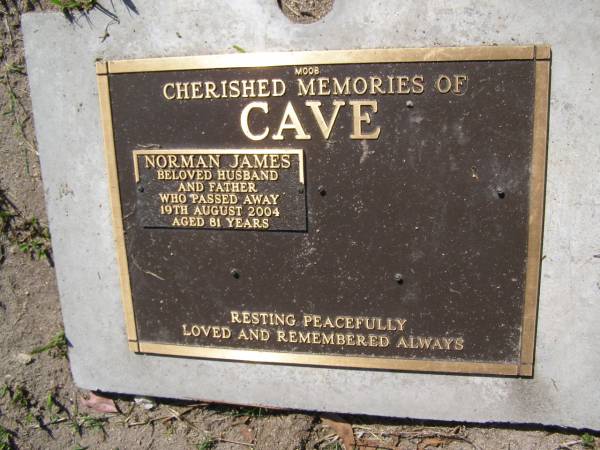 MOOB
CHERISHED MEMORIES OF
CAVE
NORMAN JAMES
BELOVED HUSBAND
AND FATHER
WHO PASSED AWAY
19TH AUGUST 2004
AGED 81 YEARS
RESTING PEACEFULLY
LOVED AND REMEMBERED ALWAYS